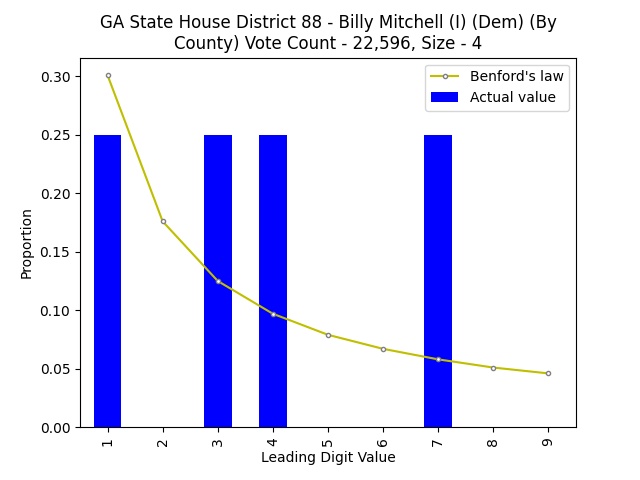 GA State House District 88 - Billy Mitchell (I) (Dem) (By
County) Vote Count - 22,596, Size - 4
Benford's law
Actual value
Proportion
0.30
0.25
0.20
0.15
0.10
0.05
0.00
1 2 3 4 5 6 7 8 9
Leading Digit Value